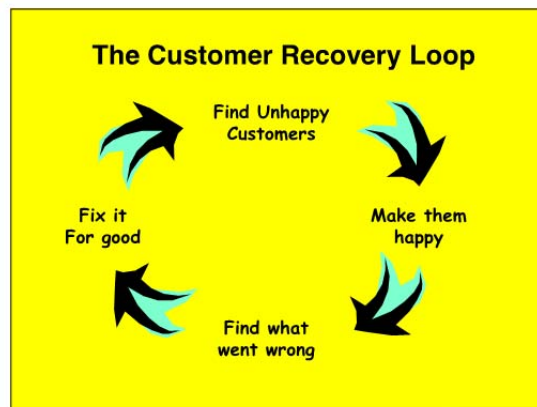 The Customer Recovery Loop
Find Unhappy
Customers
Make them
happy
Find what
went wrong
Fix it
For good